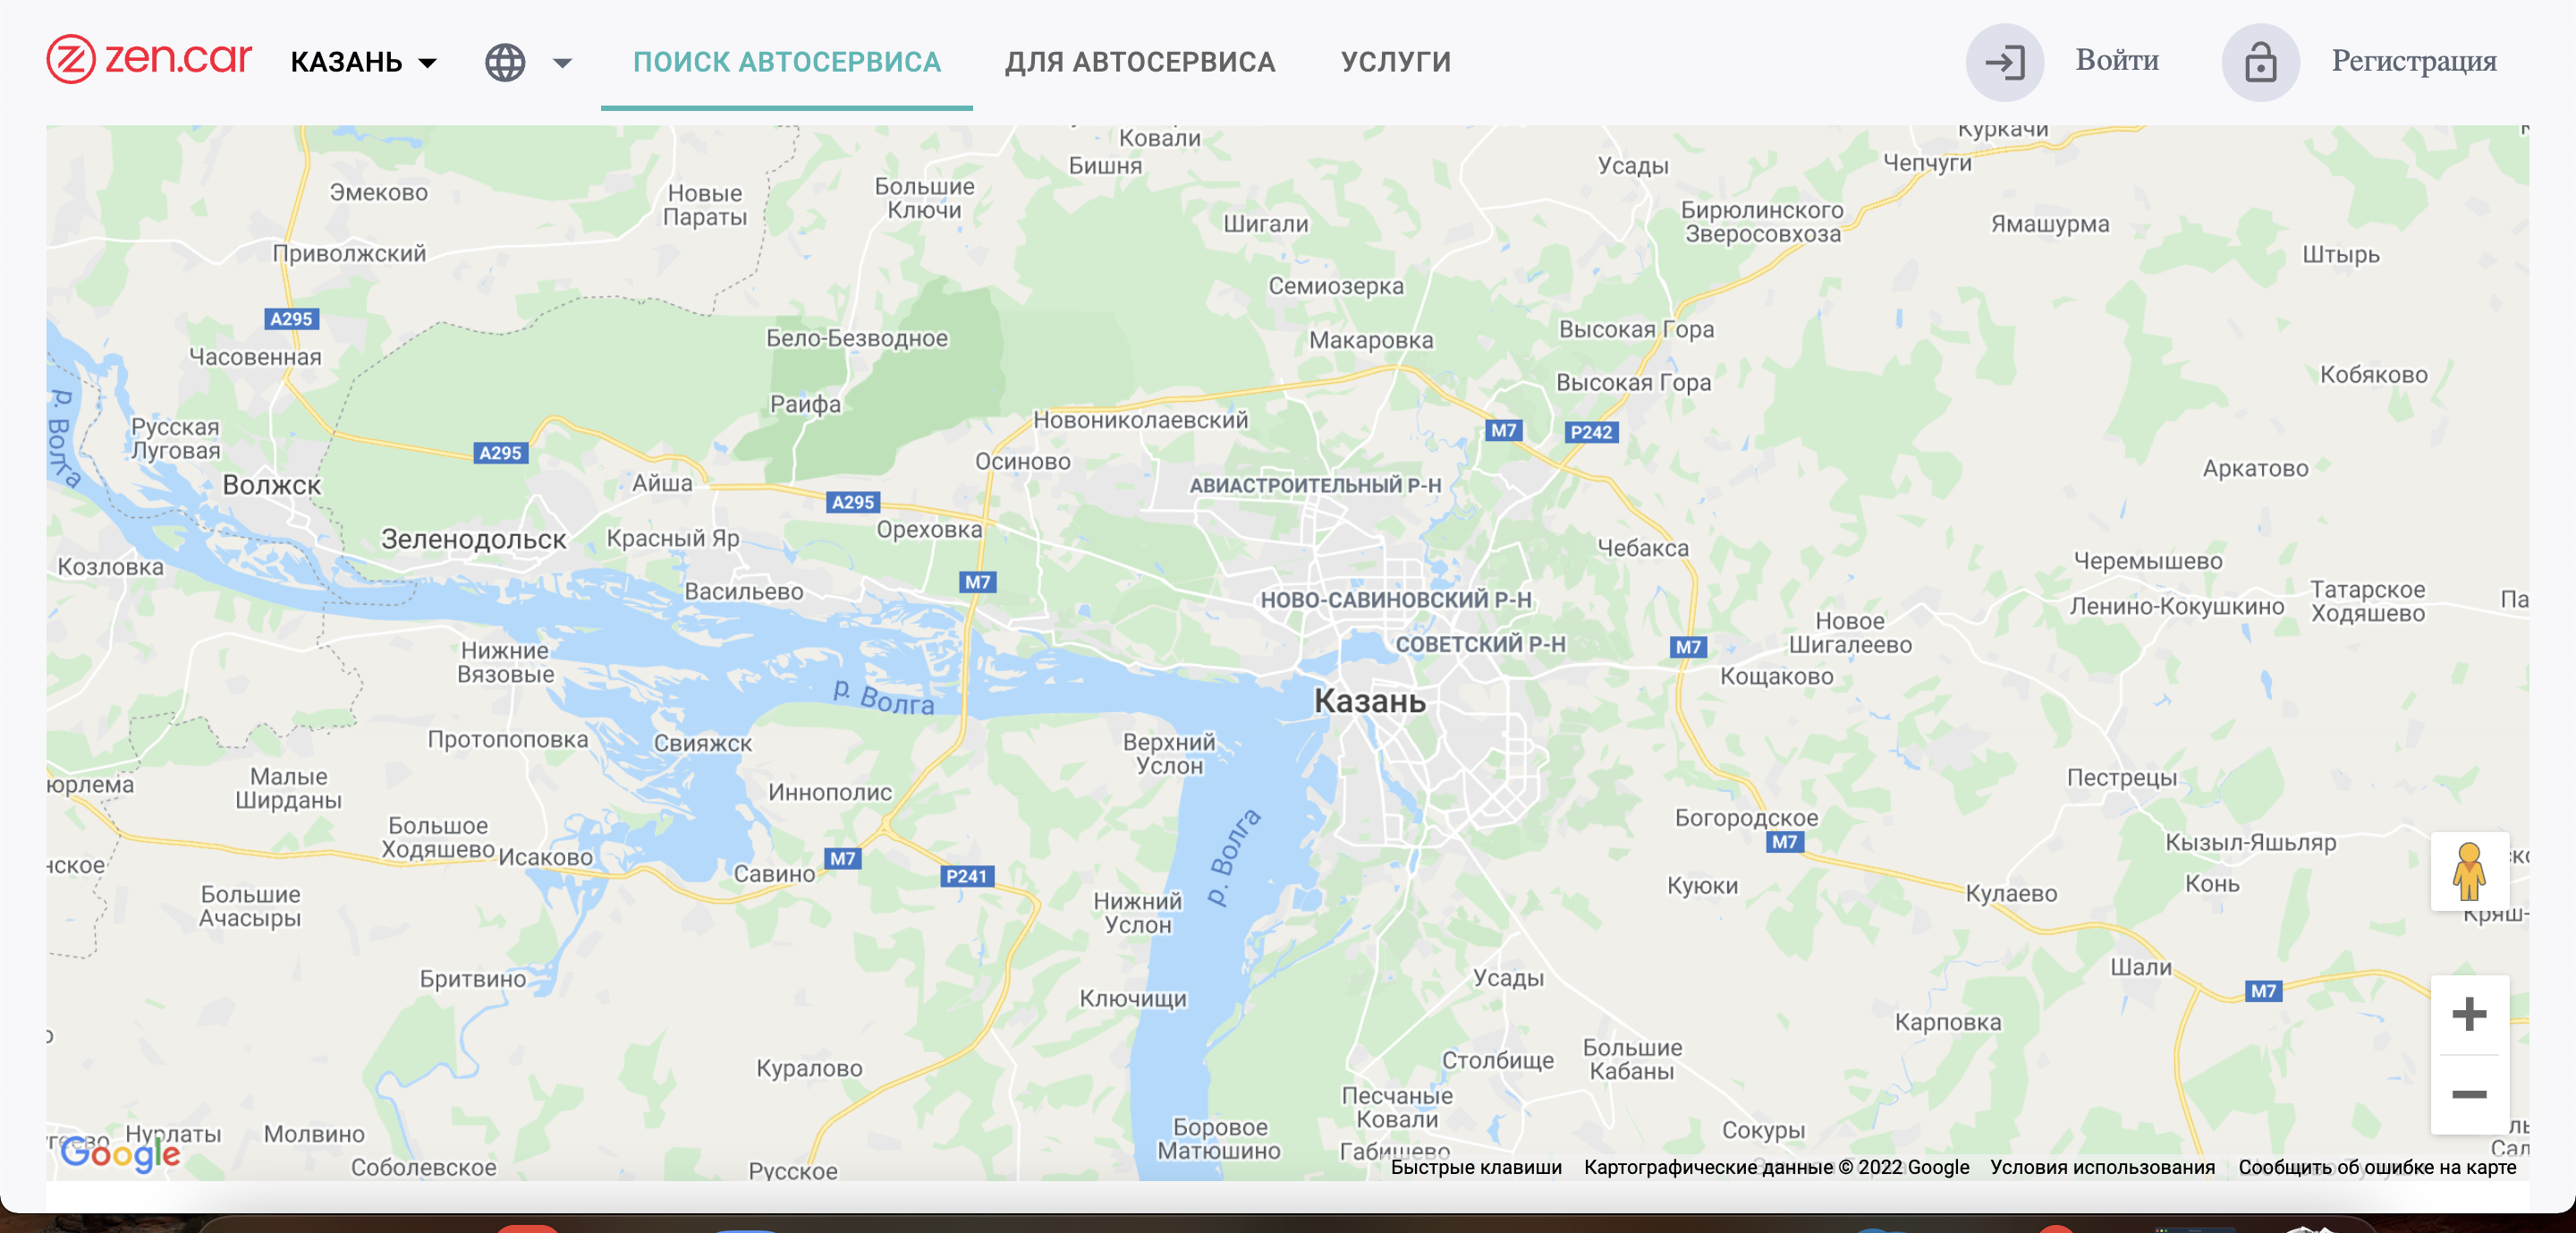 zen.car
КАЗАНЬ
ПОИСК АВТОСЕРВИСА
ДЛЯ АВТОСЕРВИСА
УСЛУГИ
Войти
Регистрация
Ковали
Куркачи
Бишня
Усады
Чепчуги
Эмеково
Новые
Параты
Большие
Ключи
Шигали
Бирюлинского
Зверосовхоза
Ямашурма
Приволжский
Штырь
Семиозерка
A295
Часовенная
Бело-Безводное
Макаровка
Высокая Гора
Высокая Гора
Кобяково
р. Волга
Раифа
Новониколаевский
Русская
Луговая
M7
P242
A295
Осиново
Аркатово
Волжск
Айша
АВИАСТРОИТЕЛЬНЫЙ Р-Н
A295
Зеленодольск
Красный Яр
Ореховка
Чебакса
Козловка
Черемышево
M7
Васильево
НОВО-САВИНОВСКИЙ Р-Н
Ленино-Кокушкино
Татарское
Ходяшево
Па
Новое
Шигалеево
СОВЕТСКИЙ Р-Н
M7
Нижние
Вязовые
Кощаково
р. Волга
Казань
Протопоповка
Свияжск
Верхний
Услон
юрлема
Малые
Ширданы
Иннополис
Пестрецы
р. Волга
Богородское
M7
Большое
Ходяшево
Исаково
M7
Кызыл-Яшьляр
нское
Савино
P241
Куюки
Кулаево
Конь
Большие
Ачасыры
Нижний
Услон
Кряш-
Бритвино
Усады
Шали
M7
Ключищи
Карповка
Куралово
Столбище
Большие
Кабаны
Песчаные
Ковали
Нурлаты
Молвино
Боровое
Матюшино
Сокуры
Google
Соболевское
Русское
Габишево
Быстрые клавиши
Картографические данные © 2022 Google
Условия использования
Сообщить об ошибке на карте